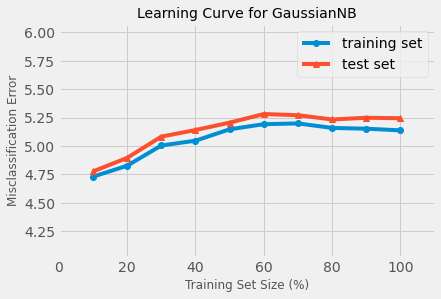 Learning Curve for GaussianNB
6.00
5.75
5.50
5.25
5.00
4.75
4.50
4.25
Misclassification Error
training set
test set
0 20 40 60 80 100
Training Set Size (%)